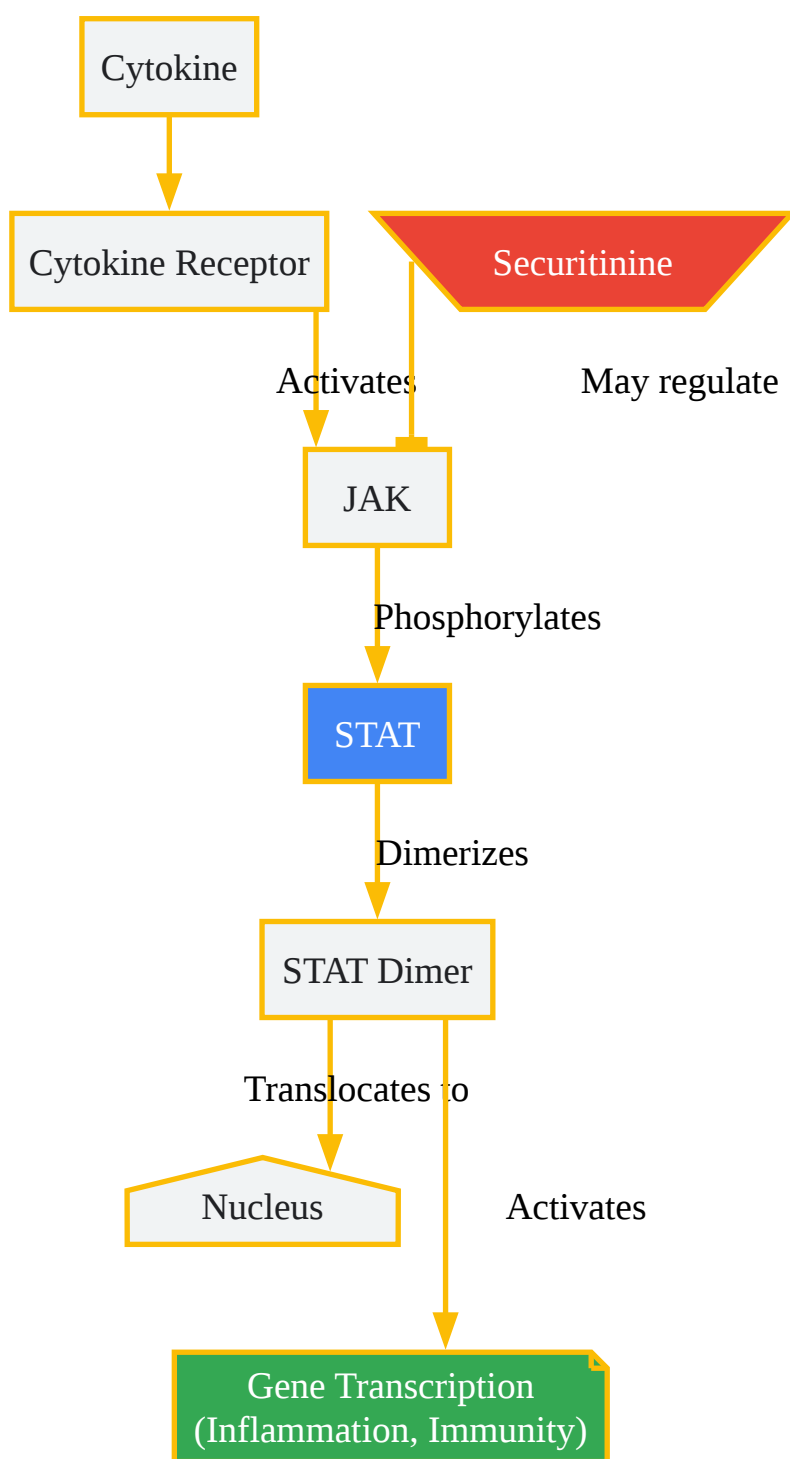 Cytokine
Cytokine Receptor
Securitinine
Activates
May regulate
JAK
Phosphorylates
STAT
Dimerizes
STAT Dimer
Translocates to
Nucleus
Activates
Gene Transcription
(Inflammation, Immunity)